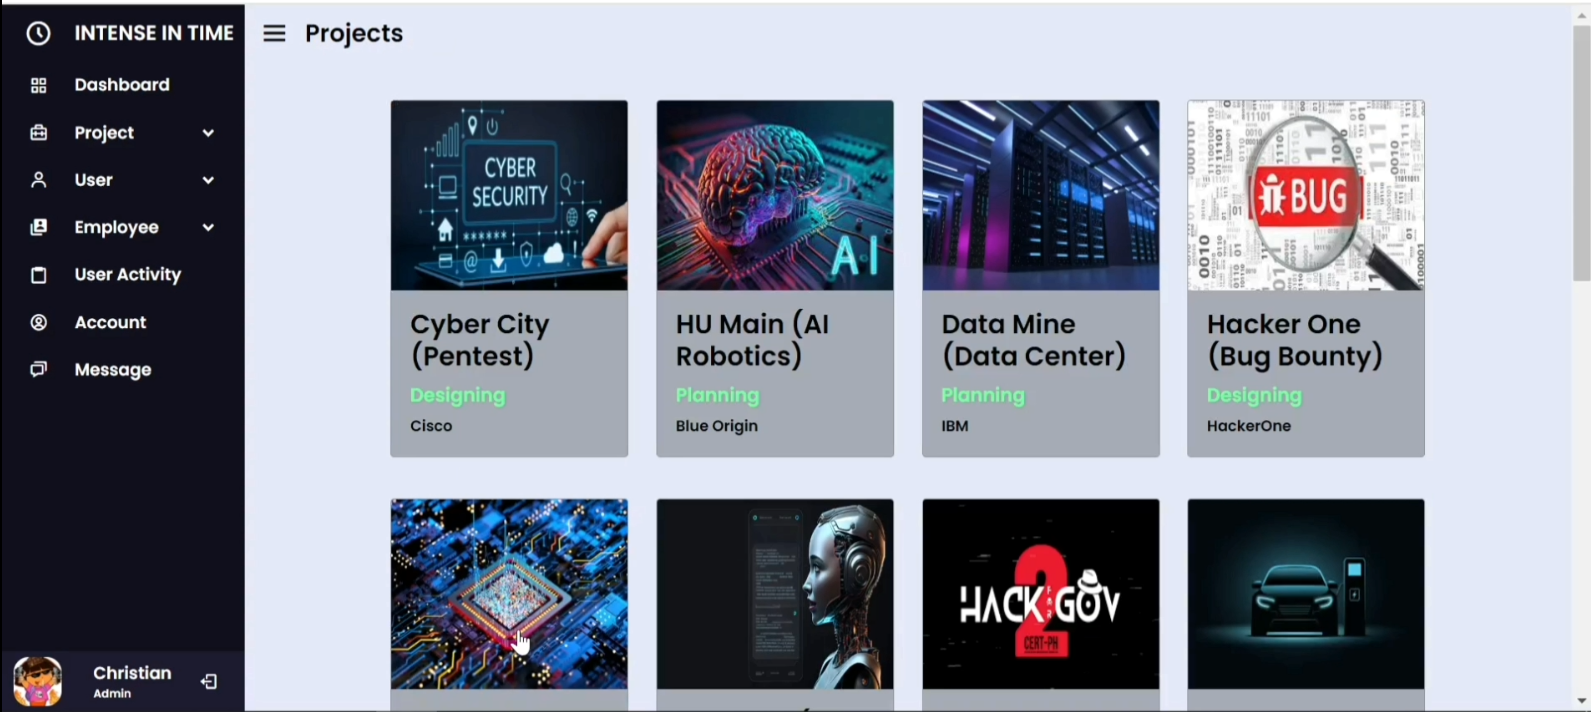 INTENSE IN TIME
Projects
Dashboard
Project
User
Employee
User Activity
Account
Message
Christian
Admin
CYBER
SECURITY
Cyber City
(Pentest)
Designing
Cisco
AI
HU Main (AI
Robotics)
Planning
Blue Origin
Data Mine
(Data Center)
Planning
IBM
BUG
Hacker One
(Bug Bounty)
Designing
HackerOne
HACK 2 GOV
CERT-PH